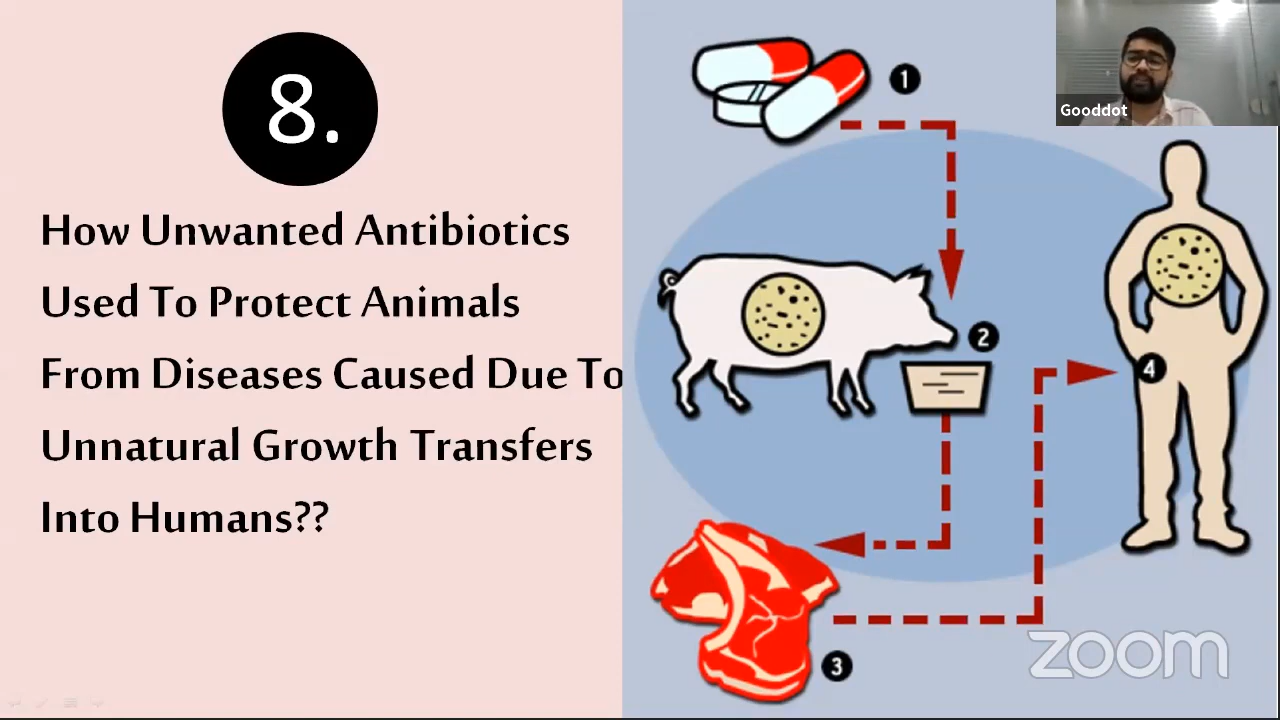 8.
How Unwanted Antibiotics
Used To Protect Animals
From Diseases Caused Due To
Unnatural Growth Transfers
Into Humans??
1
2
3
4
Gooddot
zoom